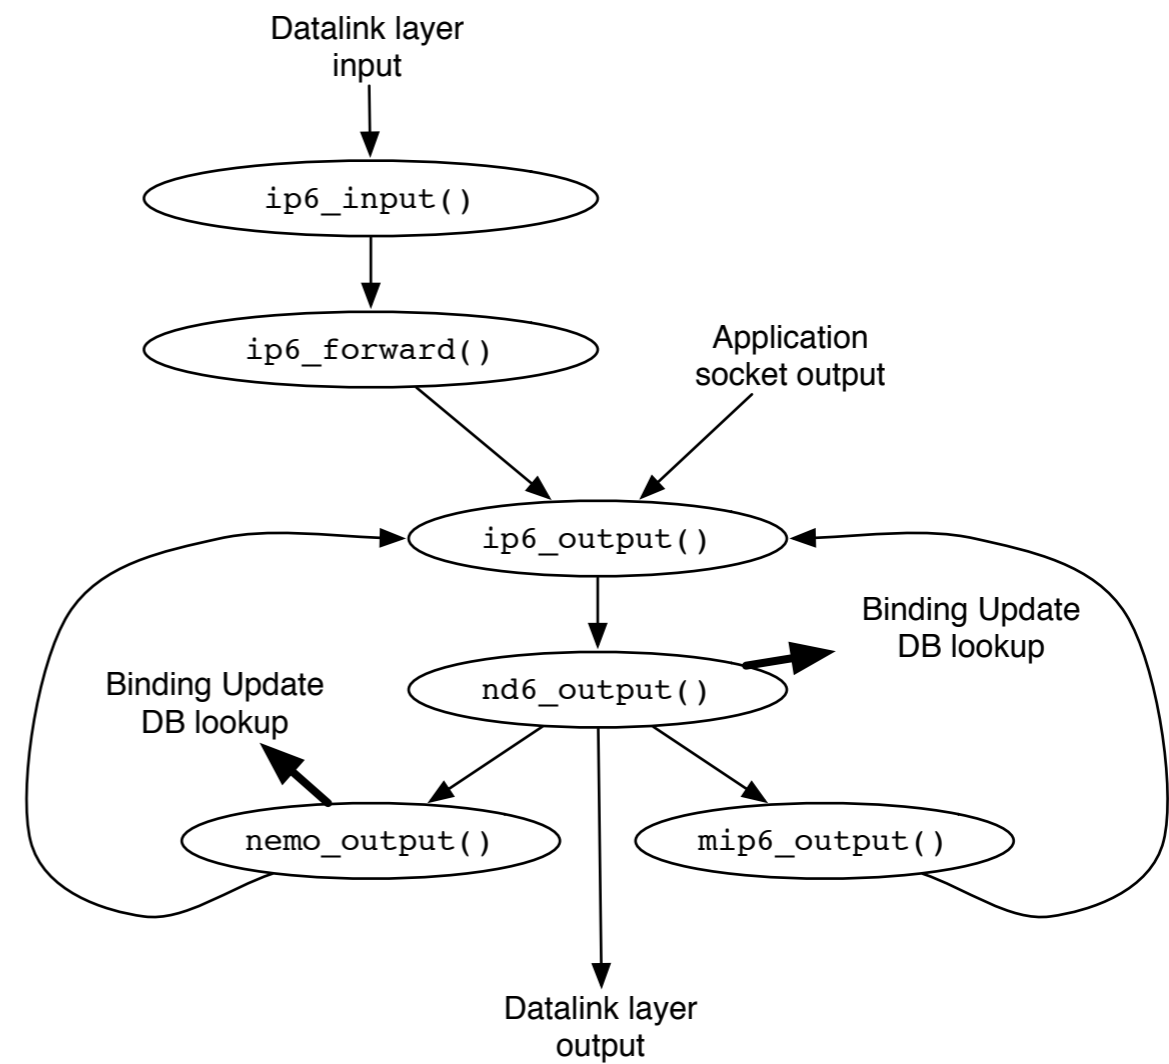 Datalink layer
input
ip6_input()
ip6_forward()
Application
socket output
ip6_output()
Binding Update
DB lookup
nd6_output()
Binding Update
DB lookup
nemo_output()
mip6_output()
Datalink layer
output